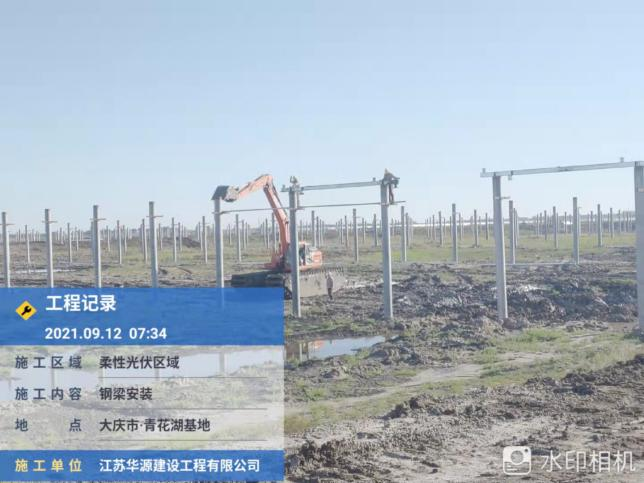 工程记录
2021.09.12 07:34
施工区域 柔性光伏区域
施工内容 钢梁安装
地点 大庆市·青花湖基地
施工单位 江苏华源建设工程有限公司
水印相机